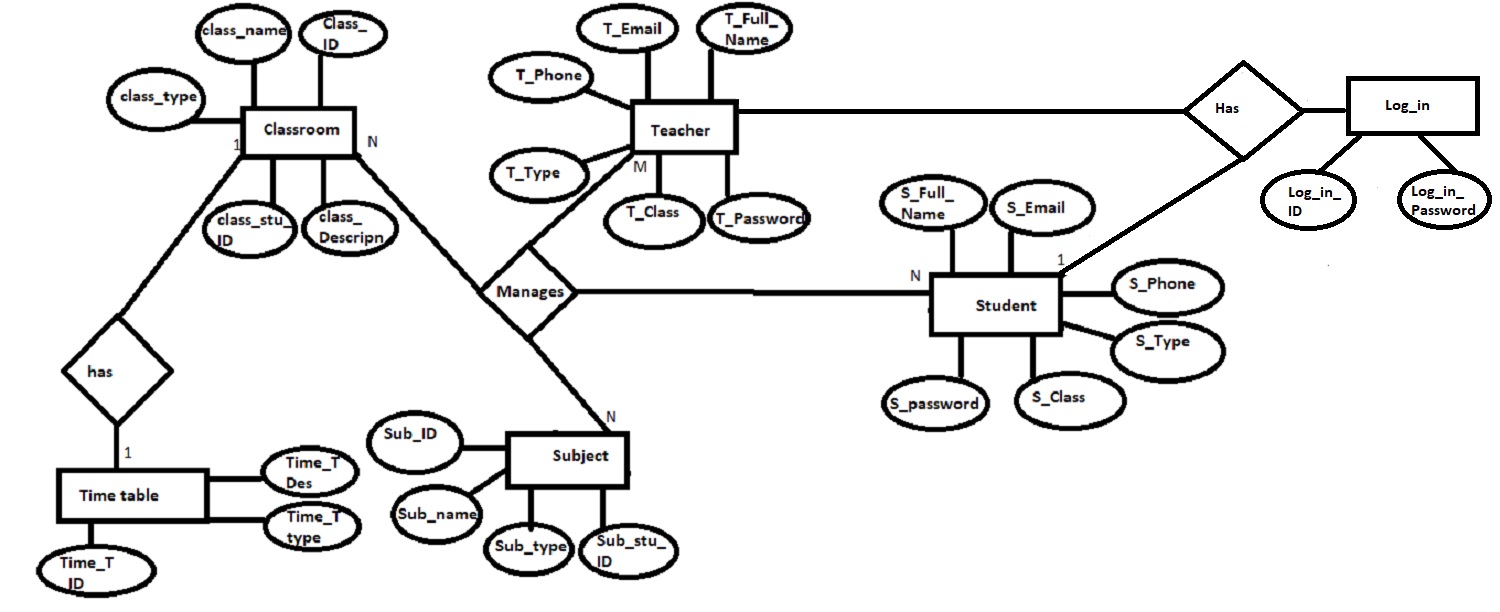 class_name
Class_
ID
class_type
Classroom
1
N
class_stu_
ID
class_
Descripn
has
1
Time table
Time_T
Des
Time_T
type
Time_T
ID
T_Email
T_Full_
Name
T_Phone
Teacher
T_Type
M
T_Class
T_Password
Manages
N
Subject
Sub_ID
Sub_name
Sub_type
Sub_stu_
ID
S_Full_
Name
S_Email
N
1
Student
S_Phone
S_Type
S_password
S_Class
Has
Log_in
Log_in_
ID
Log_in_
Password